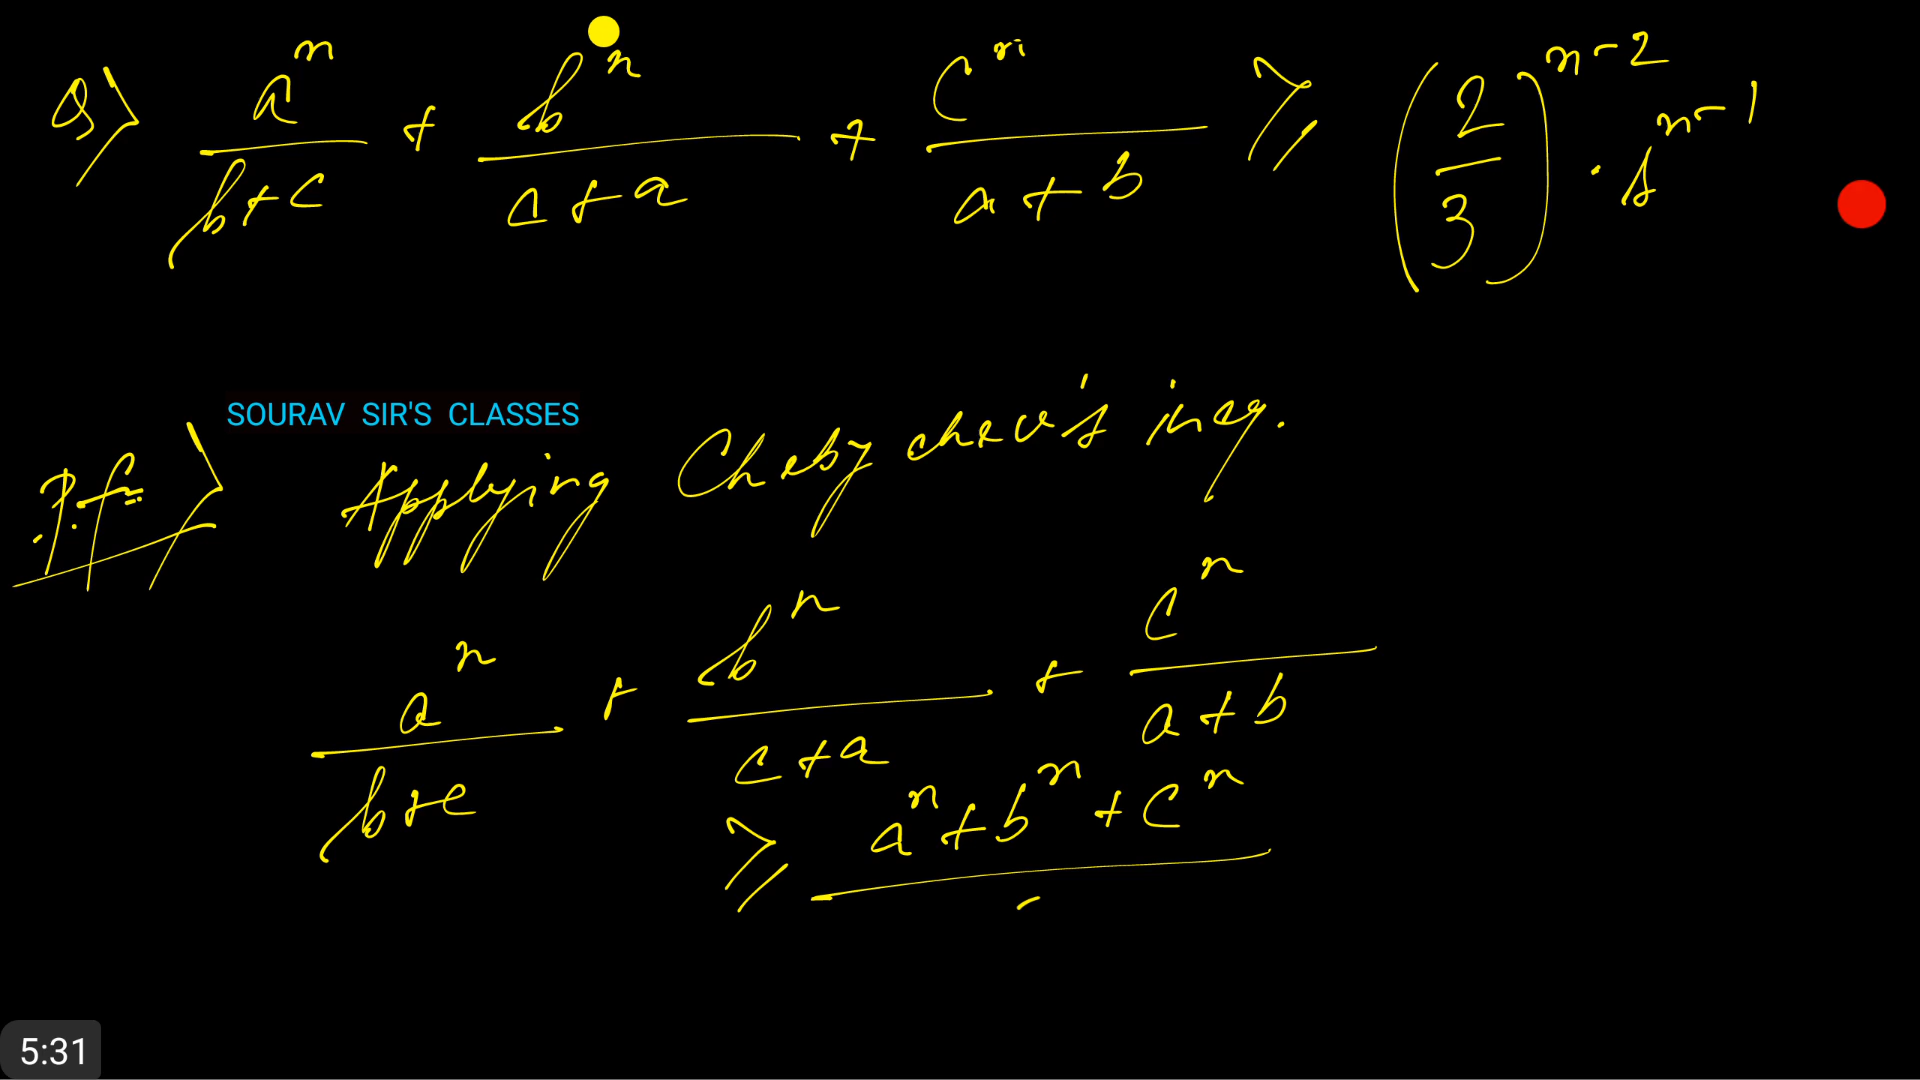 Q) a^n/(b+c) + b^n/(c+a) + c^n/(a+b) ≥ (2/3)^(n-2) · s^(n-1)
SOURAV SIR'S CLASSES
P.f. Applying Chebychev's ineq.
a^n/(b+c) + b^n/(c+a) + c^n/(a+b)
≥ a^n+b^n+c^n
5:31